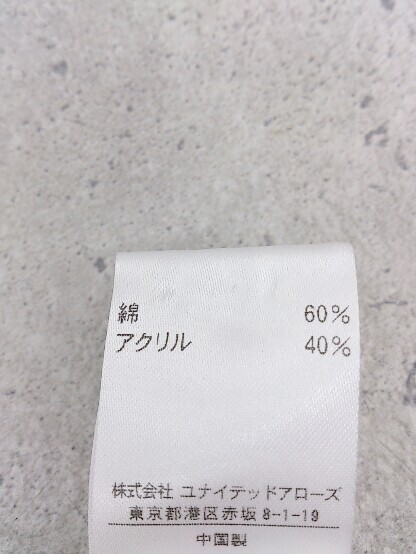 綿 60%
アクリル 40%
株式会社 ユナイテッドアローズ
東京都港区赤坂 8-1-19
中国製